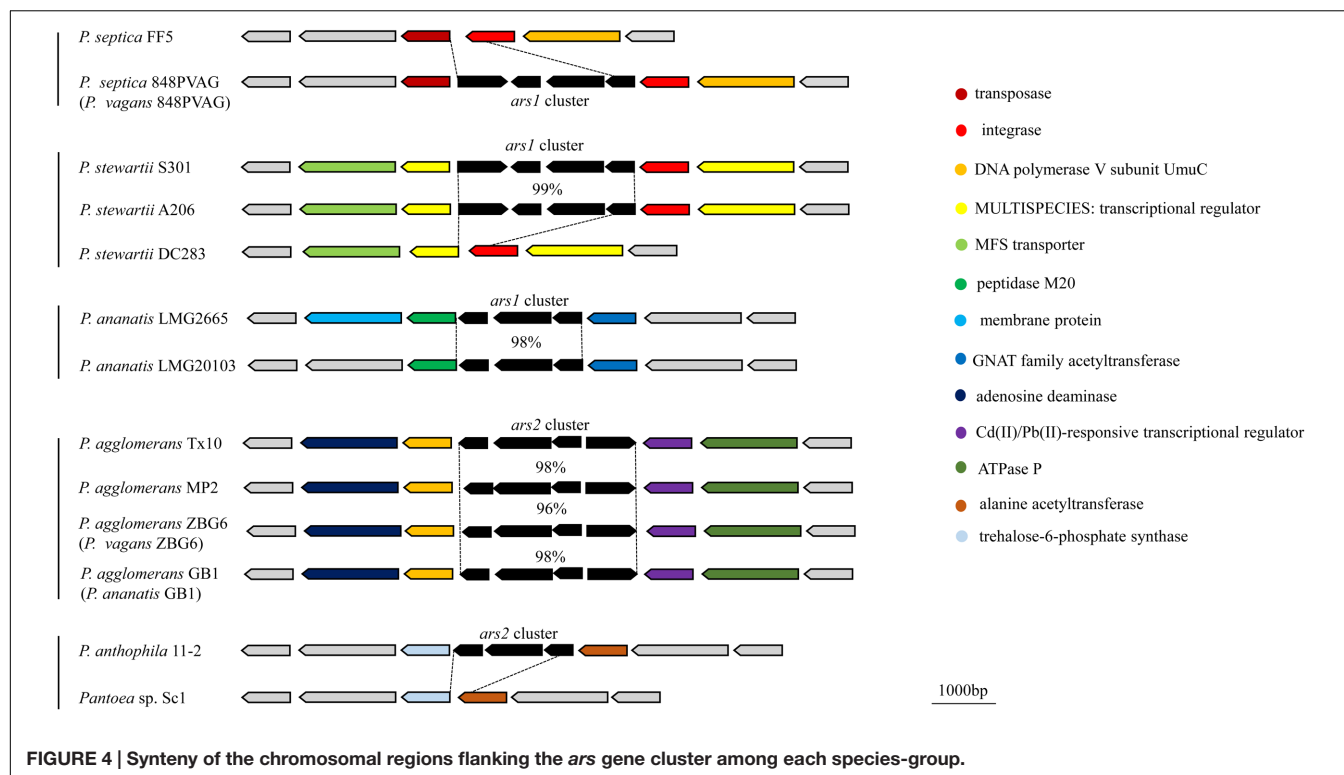 P. septica FF5
P. septica 848PVAG
(P. vagans 848PVAG)
ars1 cluster
ars1 cluster
P. stewartii S301
99%
P. stewartii A206
P. stewartii DC283
ars1 cluster
P. ananatis LMG2665
98%
P. ananatis LMG20103
ars2 cluster
P. agglomerans Tx10
98%
P. agglomerans MP2
96%
P. agglomerans ZBG6
(P. vagans ZBG6)
98%
P. agglomerans GB1
(P. ananatis GB1)
ars2 cluster
P. anthophila 11-2
Pantoea sp. Sc1
transposase
integrase
DNA polymerase V subunit UmuC
MULTISPECIES: transcriptional regulator
MFS transporter
peptidase M20
membrane protein
GNAT family acetyltransferase
adenosine deaminase
Cd(II)/Pb(II)-responsive transcriptional regulator
ATPase P
alanine acetyltransferase
trehalose-6-phosphate synthase
1000bp
FIGURE 4 | Synteny of the chromosomal regions flanking the ars gene cluster among each species-group.